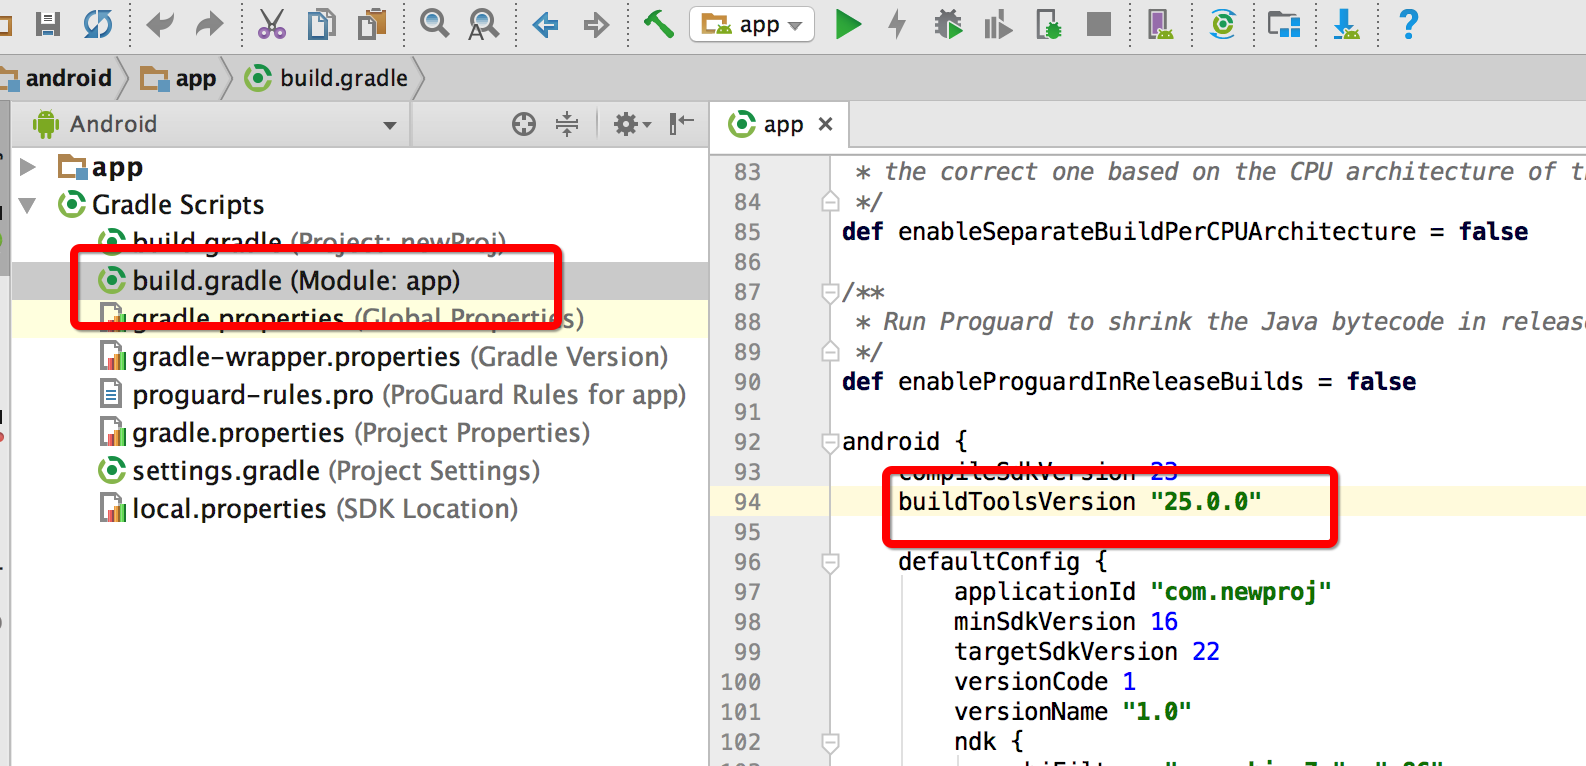 app
android app build.gradle
Android
app ×
app
Gradle Scripts
build.gradle (Project: newProj)
build.gradle (Module: app)
gradle.properties (Global Properties)
gradle-wrapper.properties (Gradle Version)
proguard-rules.pro (ProGuard Rules for app)
gradle.properties (Project Properties)
settings.gradle (Project Settings)
local.properties (SDK Location)
83 * the correct one based on the CPU architecture of
84 */
85 def enableSeparateBuildPerCPUArchitecture = false
86
87 /**
88 * Run Proguard to shrink the Java bytecode in
89 */
90 def enableProguardInReleaseBuilds = false
91
92 android {
93 compileSdkVersion 23
94 buildToolsVersion "25.0.0"
95
96 defaultConfig {
97 applicationId "com.newproj"
98 minSdkVersion 16
99 targetSdkVersion 22
100 versionCode 1
101 versionName "1.0"
102 ndk {